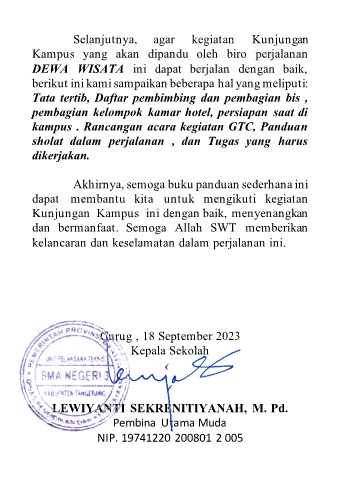 Selanjutnya, agar kegiatan Kunjungan
Kampus yang akan dipandu oleh biro perjalanan
DEWA WISATA ini dapat berjalan dengan baik,
berikut ini kami sampaikan beberapa hal yang meliputi:
Tata tertib, Daftar pembimbing dan pembagian bis ,
pembagian kelompok kamar hotel, persiapan saat di
kampus . Rancangan acara kegiatan GTC, Panduan
sholat dalam perjalanan , dan Tugas yang harus
dikerjakan.
Akhirnya, semoga buku panduan sederhana ini
dapat membantu kita untuk mengikuti kegiatan
Kunjungan Kampus ini dengan baik, menyenangkan
dan bermanfaat. Semoga Allah SWT memberikan
kelancaran dan keselamatan dalam perjalanan ini.
Curug , 18 September 2023
Kepala Sekolah
PEMERINTAH PROVINSI
UNIT PELAKSANA TEKNIS
SMA NEGERI 3
KABUPATEN TANGERANG
LEWIYANTI SEKRENITIYANAH, M. Pd.
Pembina Utama Muda
NIP. 19741220 200801 2 005